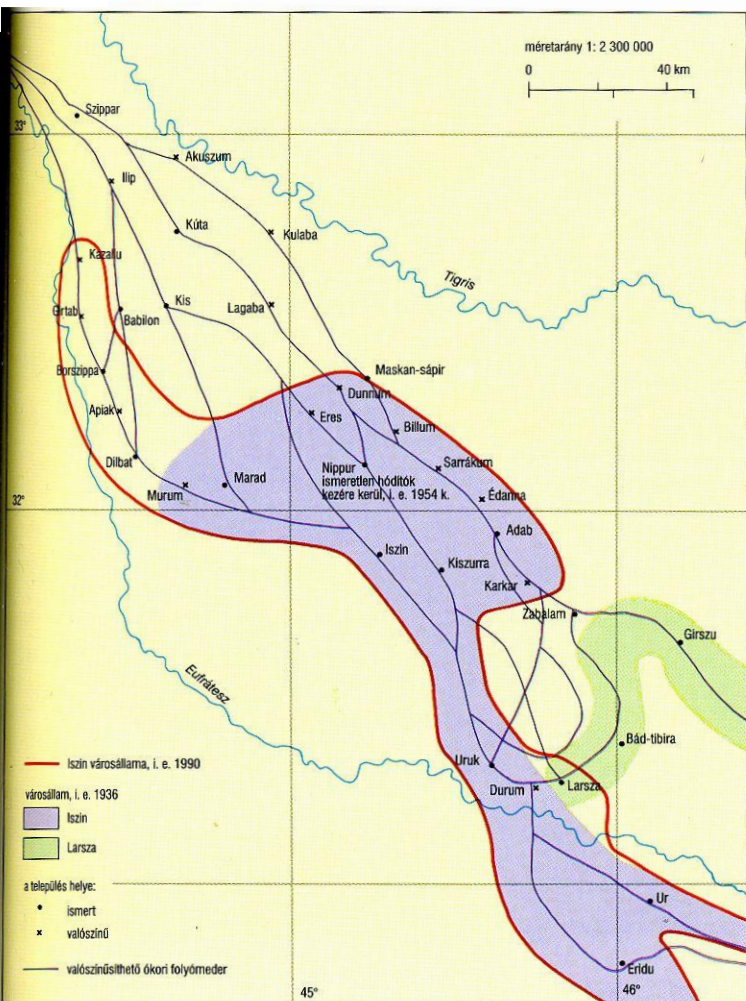 méretarány 1: 2 300 000
0 40 km
Szippar
33°
Akuszum
Ilip
Kúta
Kulaba
Kazallu
Tigris
Girtab
Babilon
Kis
Lagaba
Borszippa
Maskan-sápir
Dunnum
Apiak
Eres
Billum
Dilbat
Nippur
ismeretlen hódítók
kezére kerül, i. e. 1954 k.
Sarrákum
Murum
Marad
Édanna
32°
Adab
Iszin
Kiszurra
Karkar
Zabalam
Girszu
Eufrátesz
Bád-tibira
Uruk
Durum
Larsza
Ur
Eridu
Iszin városállama, i. e. 1990
városállam, i. e. 1936
Iszin
Larsza
a település helye:
ismert
valószínű
valószínűsíthető ókori folyómeder
45°
46°